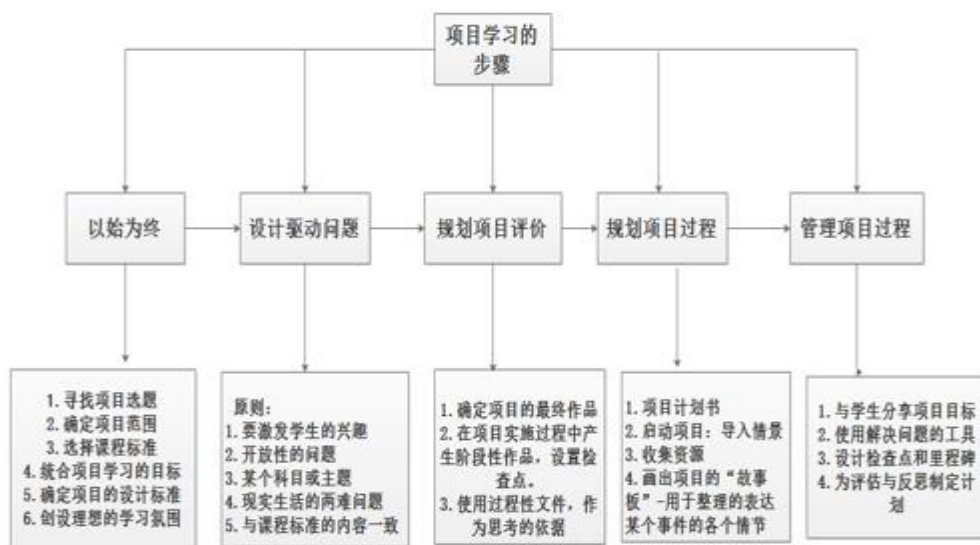 项目学习的
步骤
以始为终
设计驱动问题
规划项目评价
规划项目过程
管理项目过程
1. 寻找项目选题
2. 确定项目范围
3. 选择课程标准
4. 统合项目学习的目标
5. 确定项目的设计标准
6. 创设理想的学习氛围
原则：
1. 要激发学生的兴趣
2. 开放性的问题
3. 某个科目或主题
4. 现实生活的两难问题
5. 与课程标准的内容一致
1. 确定项目的最终作品
2. 在项目实施过程中产
生阶段性作品，设置检
查点。
3. 使用过程性文件，作
为思考的依据
1. 项目计划书
2. 启动项目：导入情景
3. 收集资源
4. 画出项目的“故事
板”-用于整理的表达
某个事件的各个情节
1. 与学生分享项目目标
2. 使用解决问题的工具
3. 设计检查点和里程碑
4. 为评估与反思制定计
划